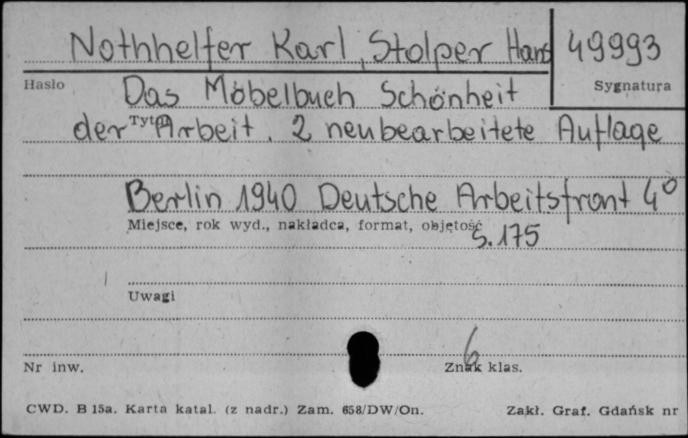 Nothhelfer Karl, Stolper Hans 49993
Hasło Sygnatura
Das Möbelbuch Schönheit
Tytuł
der Arbeit. 2 neubearbeitete Auflage
Berlin 1940 Deutsche Arbeitsfront 4°
Miejsce, rok wyd., nakładca, format, objętość
S. 175
Uwagi
6
Nr inw. Znak klas.
CWD. B 15a. Karta katal. (z nadr.) Zam. 658/DW/On. Zakł. Graf. Gdańsk nr